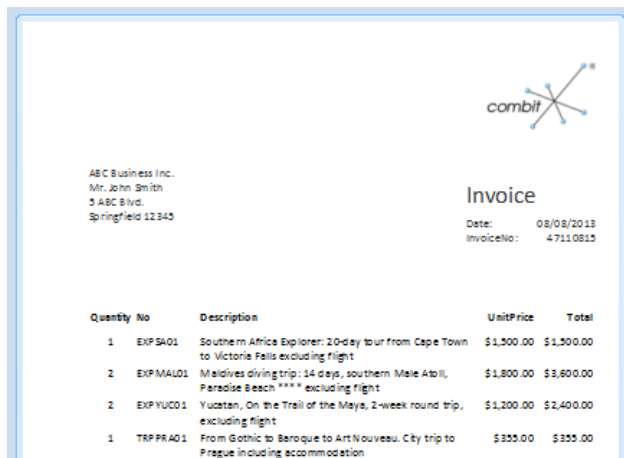 combit
ABC Business Inc.
Mr. John Smith
5 ABC Blvd.
Springfield 12345
Invoice
Date: 08/08/2013
InvoiceNo: 47110815
Quantity No Description UnitPrice Total
1 EXPSA01 Southern Africa Explorer: 20-day tour from Cape Town $1,500.00 $1,500.00
to Victoria Falls excluding flight
2 EXPMAL01 Maldives diving trip: 14 days, southern Male Atoll, $1,800.00 $3,600.00
Paradise Beach **** excluding flight
2 EXPYUC01 Yucatan, On the Trail of the Maya, 2-week round trip, $1,200.00 $2,400.00
excluding flight
1 TRPPRA01 From Gothic to Baroque to Art Nouveau. City trip to $355.00 $355.00
Prague including accommodation